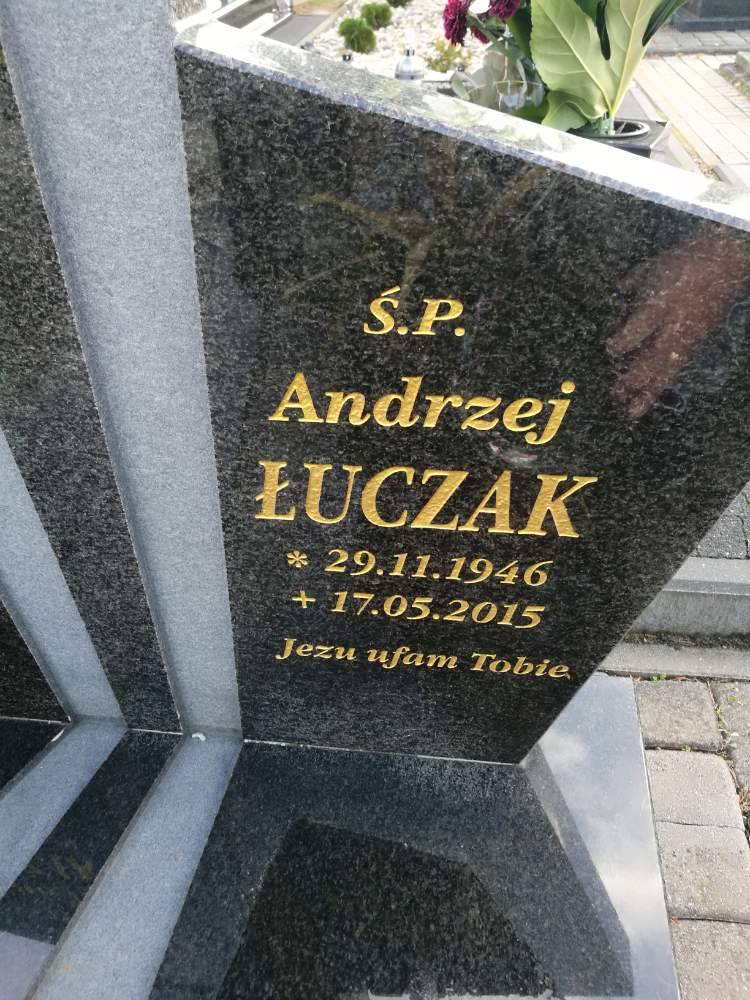 Ś.P.
Andrzej
ŁUCZAK
* 29.11.1946
+ 17.05.2015
Jezu ufam Tobie